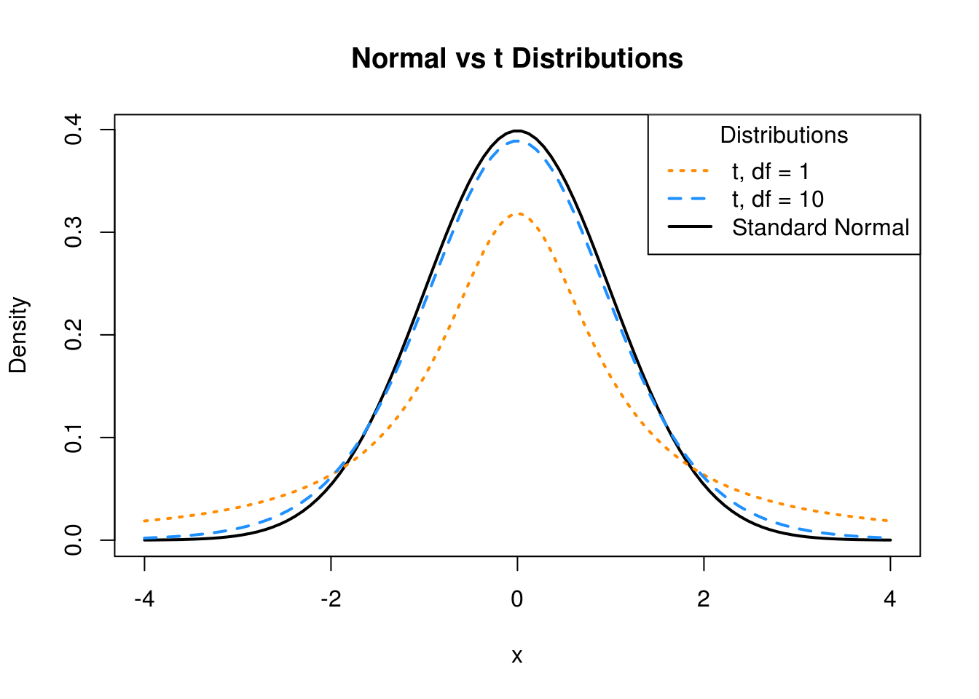 Normal vs t Distributions
Distributions
t, df = 1
t, df = 10
Standard Normal
Density
0.4
0.3
0.2
0.1
0.0
-4
-2
0
2
4
x